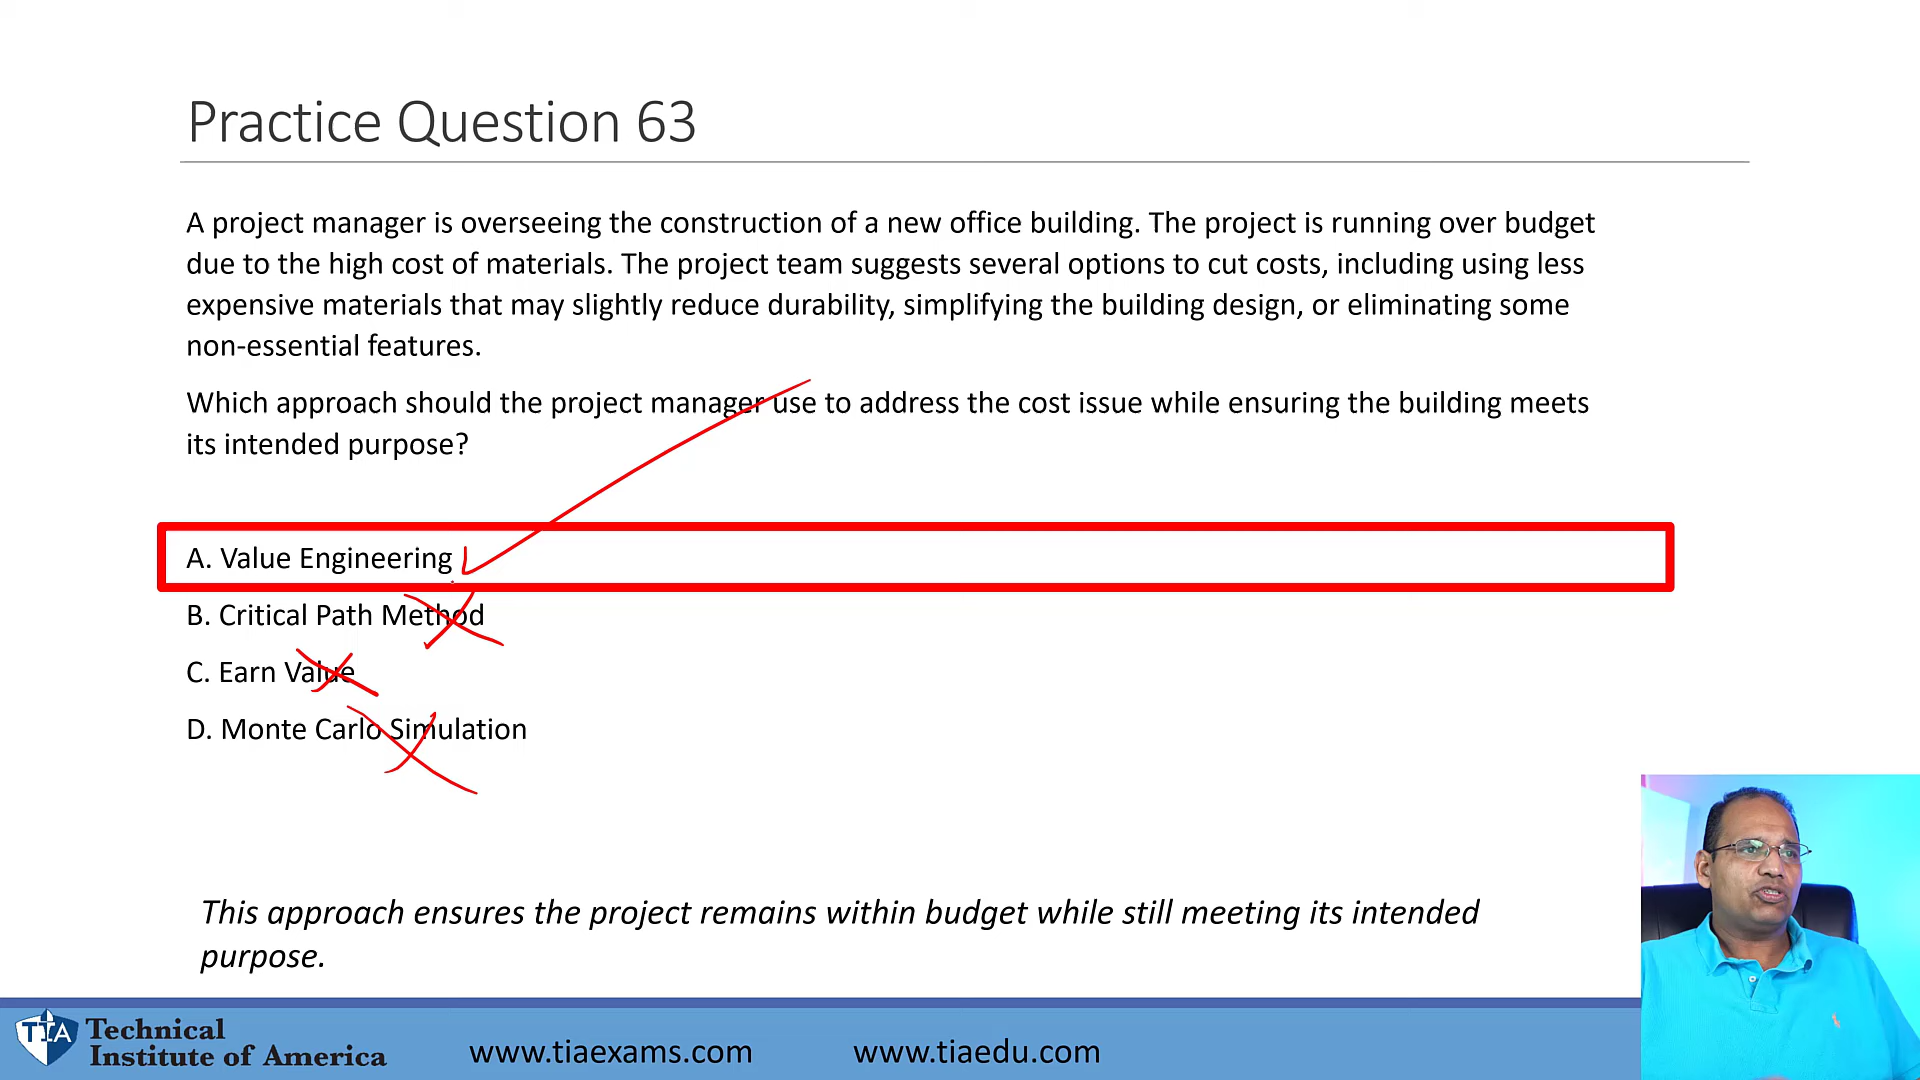 Practice Question 63
A project manager is overseeing the construction of a new office building. The project is running over budget
due to the high cost of materials. The project team suggests several options to cut costs, including using less
expensive materials that may slightly reduce durability, simplifying the building design, or eliminating some
non-essential features.
Which approach should the project manager use to address the cost issue while ensuring the building meets
its intended purpose?
A. Value Engineering
B. Critical Path Method
C. Earn Value
D. Monte Carlo Simulation
This approach ensures the project remains within budget while still meeting its intended
purpose.
TIA
Technical
Institute of America
www.tiaexams.com
www.tiaedu.com